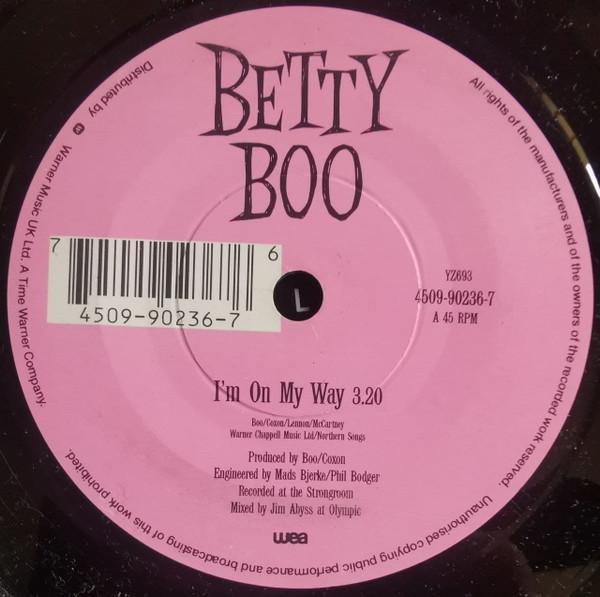 BETTY
BOO
All rights of the manufacturers and of the owners of the recorded work reserved. Unauthorised copying public performance and broadcasting of this work prohibited.
Distributed by Warner Music UK Ltd. A Time Warner Company.
7 6
4509-90236-7
L
YZ693
4509-90236-7
A 45 RPM
I'm On My Way 3.20
Boo/Coxon/Lennon/McCartney
Warner Chappell Music Ltd/Northern Songs
Produced by Boo/Coxon
Engineered by Mads Bjerke/Phil Bodger
Recorded at the Strongroom
Mixed by Jim Abyss at Olympic
wea